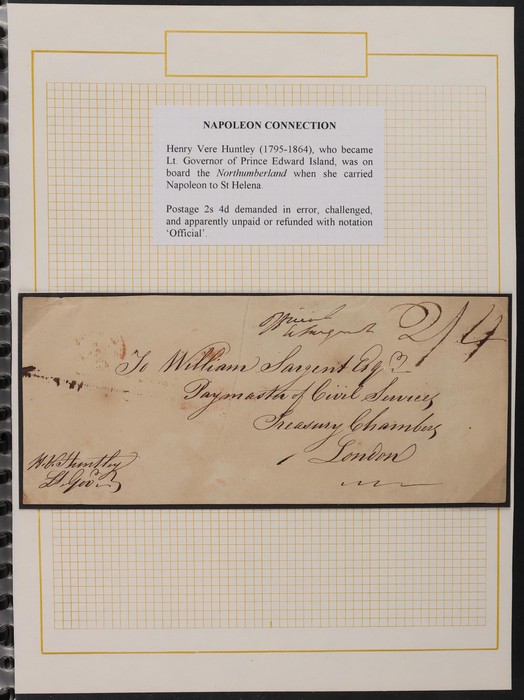 NAPOLEON CONNECTION
Henry Vere Huntley (1795-1864), who became
Lt. Governor of Prince Edward Island, was on
board the Northumberland when she carried
Napoleon to St Helena.
Postage 2s 4d demanded in error, challenged,
and apparently unpaid or refunded with notation
‘Official’.
Official
W Sargent
2/4
To William Sargent Esqr
Paymaster of Civil Services,
Treasury Chambers,
London
H.V. Huntley
Lt. Gov.